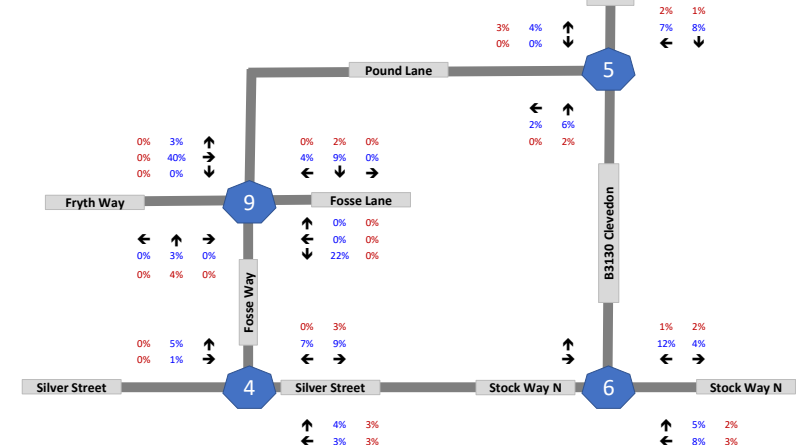 2% 1%
3% 4% ↑ 7% 8%
0% 0% ↓ ← ↓
Pound Lane 5
← ↑
2% 6%
0% 2%
0% 3% ↑ 0% 2% 0%
0% 40% → 4% 9% 0%
0% 0% ↓ ← ↓ →
Fryth Way 9 Fosse Lane
↑ 0% 0%
← ↑ → ← 0% 0%
0% 3% 0% ↓ 22% 0%
0% 4% 0%
B3130 Clevedon
Fosse Way
0% 3% 1% 2%
0% 5% ↑ 7% 9% ↑ 12% 4%
0% 1% → ← → → ← →
Silver Street 4 Silver Street Stock Way N 6 Stock Way N
↑ 4% 3% ↑ 5% 2%
← 3% 3% ← 8% 3%